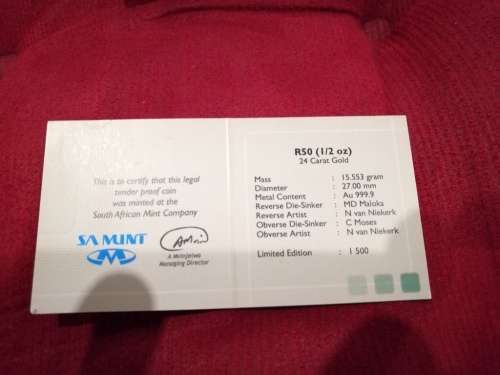 This is to certify that this legal
tender proof coin
was minted at the
South African Mint Company
SA MINT
A Mvinjelwa
Managing Director
R50 (1/2 oz)
24 Carat Gold
Mass : 15.553 gram
Diameter : 27.00 mm
Metal Content : Au 999.9
Reverse Die-Sinker : MD Maloka
Reverse Artist : N van Niekerk
Obverse Die-Sinker : C Moses
Obverse Artist : N van Niekerk
Limited Edition : 1 500